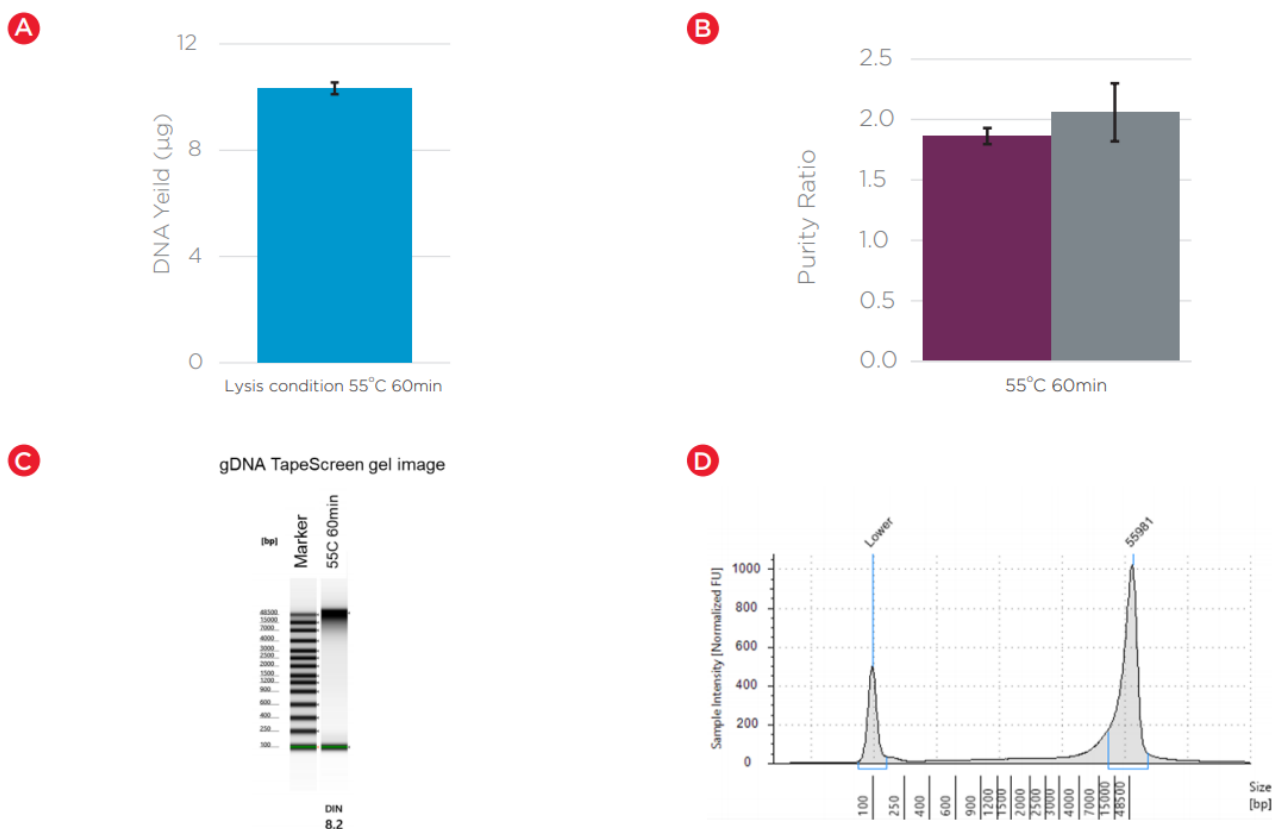 A
12
8
4
0
DNA Yeild (µg)
Lysis condition 55°C 60min
B
2.5
2.0
1.5
1.0
0.5
0.0
Purity Ratio
55°C 60min
C
gDNA TapeScreen gel image
[bp]
Marker
55C 60min
48500
15000
7000
4000
3000
2500
2000
1500
1200
900
600
400
250
100
DIN
8.2
D
Lower
55981
Sample Intensity [Normalized FU]
1000
800
600
400
200
0
100
250
400
600
900
1200
1500
2000
2500
3000
4000
7000
15000
48500
Size
[bp]